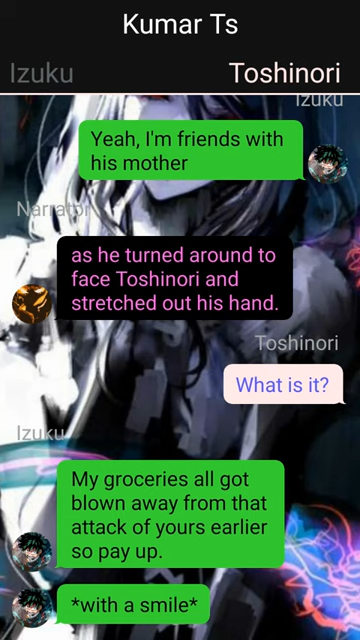 Kumar Ts
Izuku Toshinori
Izuku
Yeah, I'm friends with
his mother
Narrator
as he turned around to
face Toshinori and
stretched out his hand.
Toshinori
What is it?
Izuku
My groceries all got
blown away from that
attack of yours earlier
so pay up.
*with a smile*